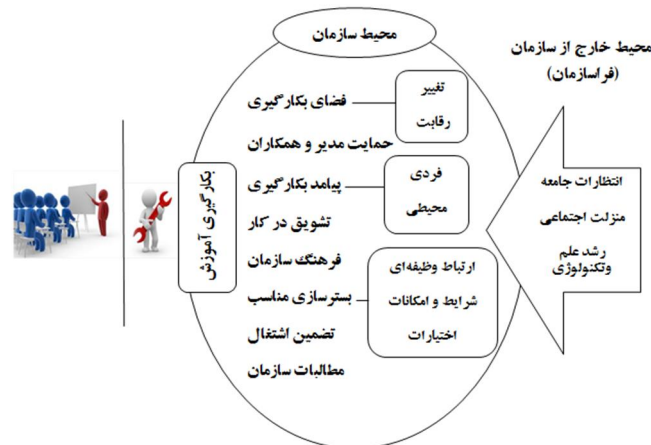 محیط سازمان
محیط خارج از سازمان
(فراسازمان)
تغییر
رقابت
فضای بکارگیری
حمایت مدیر و همکاران
فردی
محیطی
پیامد بکارگیری
تشویق در کار
فرهنگ سازمان
ارتباط وظیفه‌ای
شرایط و امکانات
اختیارات
بسترسازی مناسب
تضمین اشتغال
مطالبات سازمان
انتظارات جامعه
منزلت اجتماعی
رشد علم
وتکنولوژی
بکارگیری آموزش